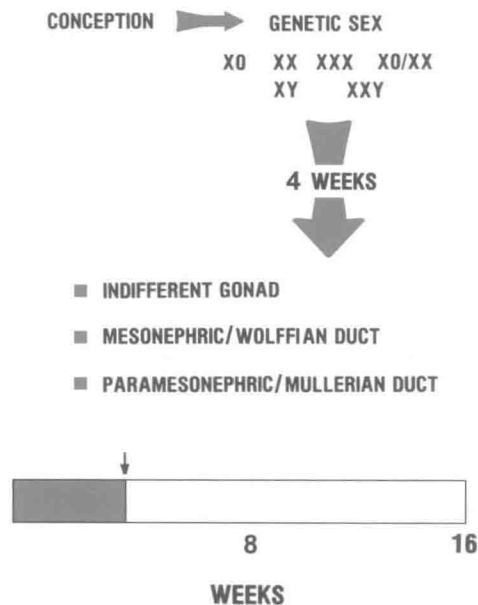 CONCEPTION GENETIC SEX
XO XX XXX XO/XX
XY XXY
4 WEEKS
INDIFFERENT GONAD
MESONEPHRIC/WOLFFIAN DUCT
PARAMESONEPHRIC/MULLERIAN DUCT
8 16
WEEKS